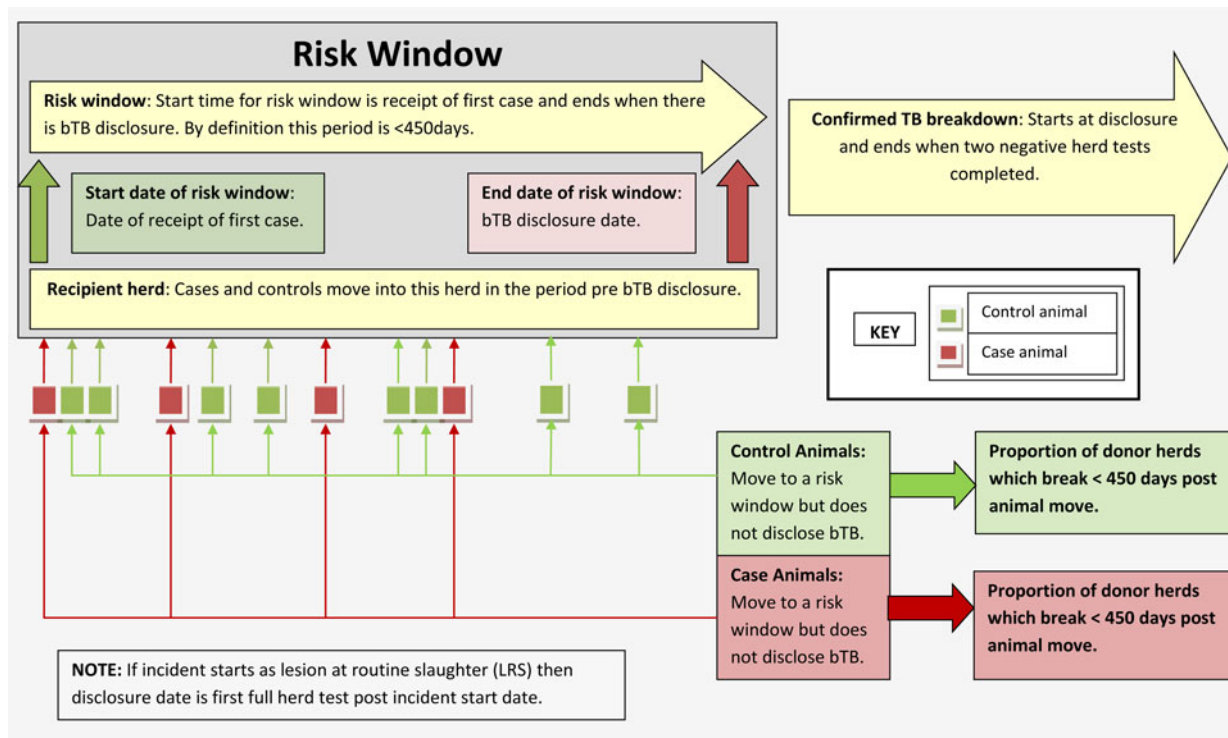 Risk Window
Risk window: Start time for risk window is receipt of first case and ends when there
is bTB disclosure. By definition this period is <450days.
Confirmed TB breakdown: Starts at disclosure
and ends when two negative herd tests
completed.
Start date of risk window:
Date of receipt of first case.
End date of risk window:
bTB disclosure date.
Recipient herd: Cases and controls move into this herd in the period pre bTB disclosure.
KEY
Control animal
Case animal
Control Animals:
Move to a risk
window but does
not disclose bTB.
Proportion of donor herds
which break < 450 days post
animal move.
Case Animals:
Move to a risk
window but does
not disclose bTB.
Proportion of donor herds
which break < 450 days post
animal move.
NOTE: If incident starts as lesion at routine slaughter (LRS) then
disclosure date is first full herd test post incident start date.